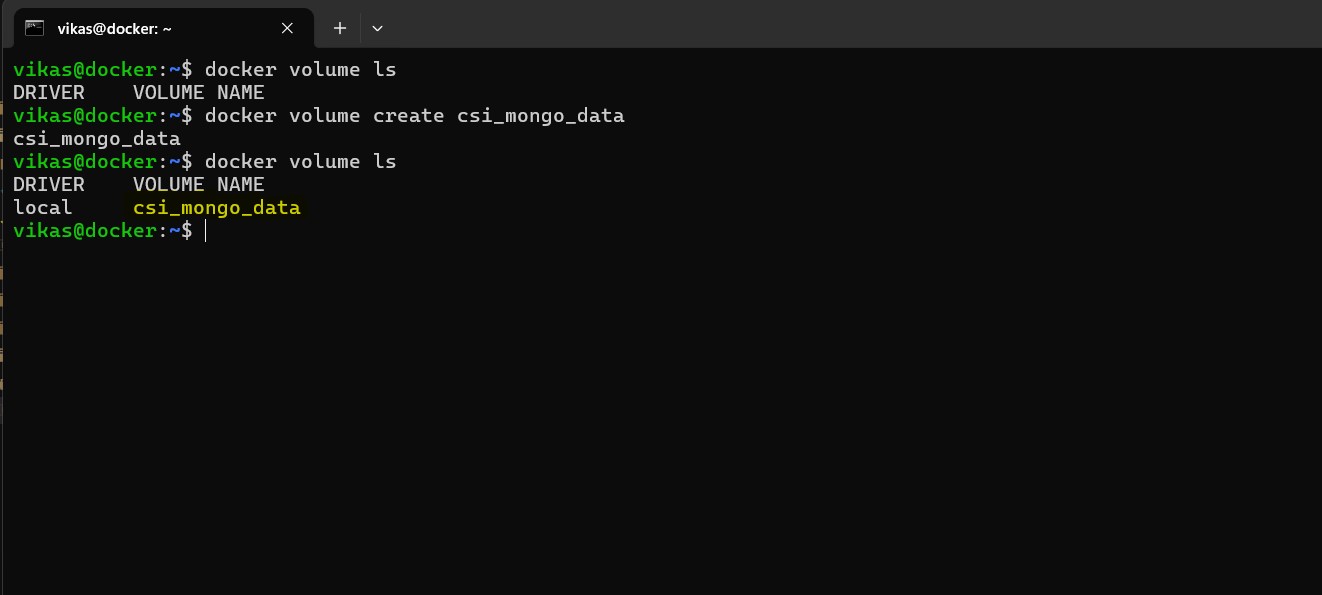 vikas@docker: ~
vikas@docker:~$ docker volume ls
DRIVER    VOLUME NAME
vikas@docker:~$ docker volume create csi_mongo_data
csi_mongo_data
vikas@docker:~$ docker volume ls
DRIVER    VOLUME NAME
local     csi_mongo_data
vikas@docker:~$